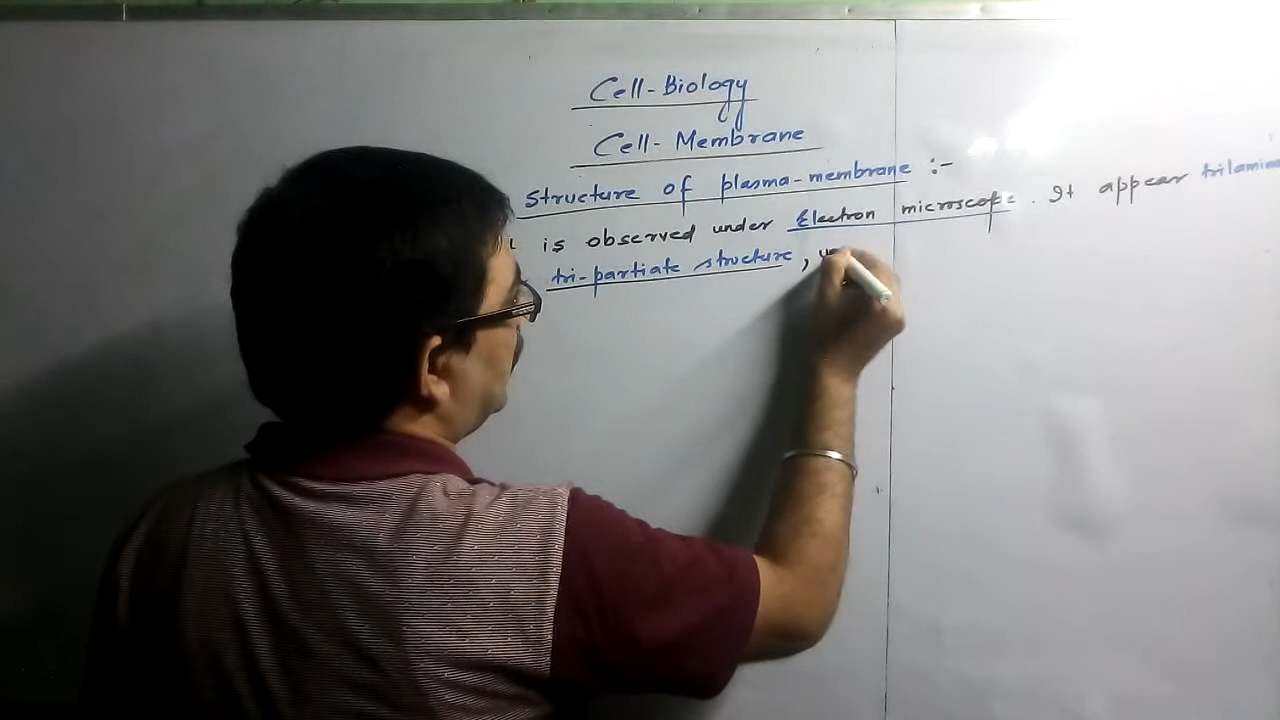 Cell-Biology
Cell-Membrane
Structure of plasma-membrane :-
is observed under Electron microscope. It appear
tri-partiate structure,